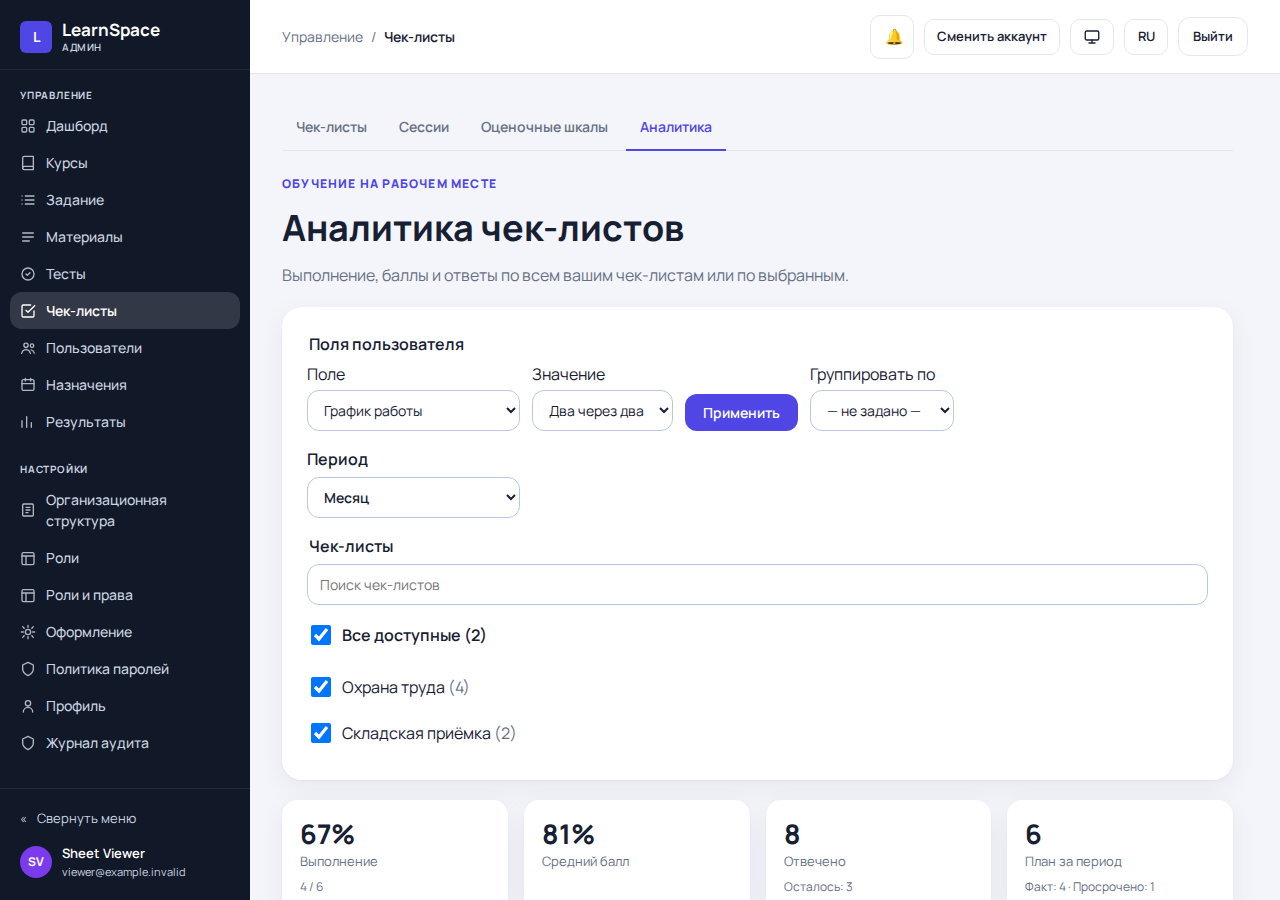 L
LearnSpace
АДМИН
УПРАВЛЕНИЕ
Дашборд
Курсы
Задание
Материалы
Тесты
Чек-листы
Пользователи
Назначения
Результаты
НАСТРОЙКИ
Организационная
структура
Роли
Роли и права
Оформление
Политика паролей
Профиль
Журнал аудита
« Свернуть меню
SV
Sheet Viewer
viewer@example.invalid
Управление / Чек-листы
Сменить аккаунт
RU
Выйти
Чек-листы Сессии Оценочные шкалы Аналитика
ОБУЧЕНИЕ НА РАБОЧЕМ МЕСТЕ
Аналитика чек-листов
Выполнение, баллы и ответы по всем вашим чек-листам или по выбранным.
Поля пользователя
Поле Значение Группировать по
График работы Два через два Применить — не задано —
Период
Месяц
Чек-листы
Поиск чек-листов
Все доступные (2)
Охрана труда (4)
Складская приёмка (2)
67%
Выполнение
4 / 6
81%
Средний балл
8
Отвечено
Осталось: 3
6
План за период
Факт: 4 · Просрочено: 1